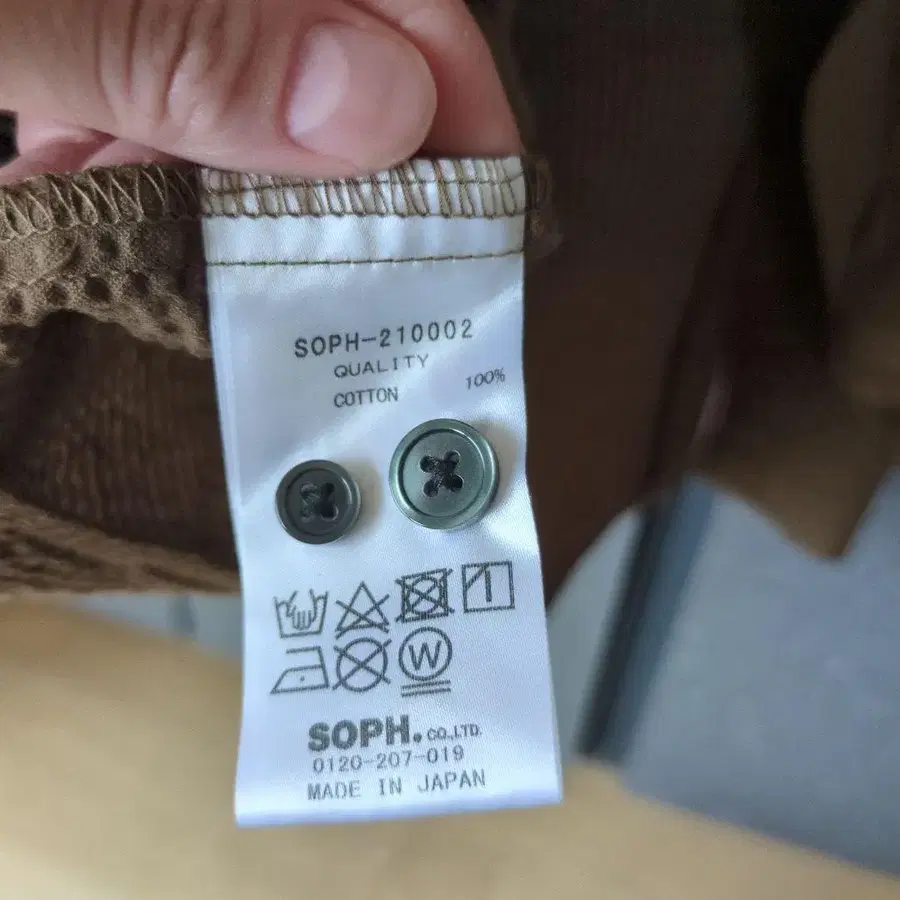 SOPH-210002
QUALITY
COTTON 100%
W
SOPH. CO.,LTD.
0120-207-019
MADE IN JAPAN